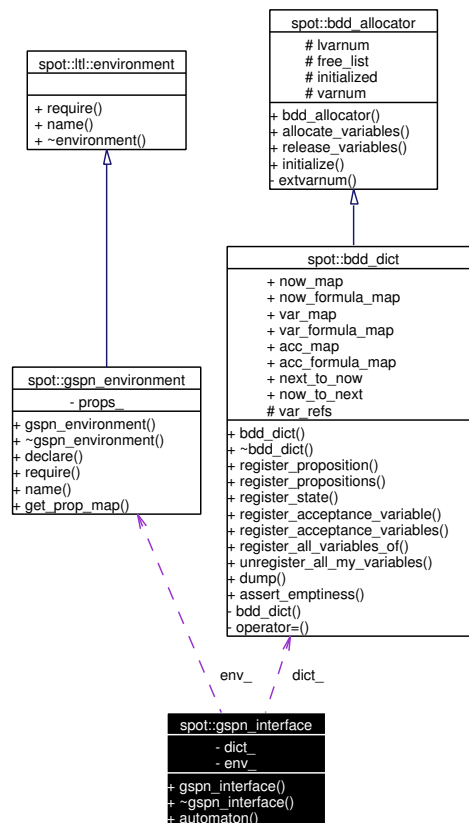 spot::bdd_allocator
# lvarnum
# free_list
# initialized
# varnum
+ bdd_allocator()
+ allocate_variables()
+ release_variables()
+ initialize()
- extvarnum()
spot::ltl::environment
+ require()
+ name()
+ ~environment()
spot::bdd_dict
+ now_map
+ now_formula_map
+ var_map
+ var_formula_map
+ acc_map
+ acc_formula_map
+ next_to_now
+ now_to_next
# var_refs
+ bdd_dict()
+ ~bdd_dict()
+ register_proposition()
+ register_propositions()
+ register_state()
+ register_acceptance_variable()
+ register_acceptance_variables()
+ register_all_variables_of()
+ unregister_all_my_variables()
+ dump()
+ assert_emptiness()
- bdd_dict()
- operator=()
spot::gspn_environment
- props_
+ gspn_environment()
+ ~gspn_environment()
+ declare()
+ require()
+ name()
+ get_prop_map()
env_
dict_
spot::gspn_interface
- dict_
- env_
+ gspn_interface()
+ ~gspn_interface()
+ automaton()